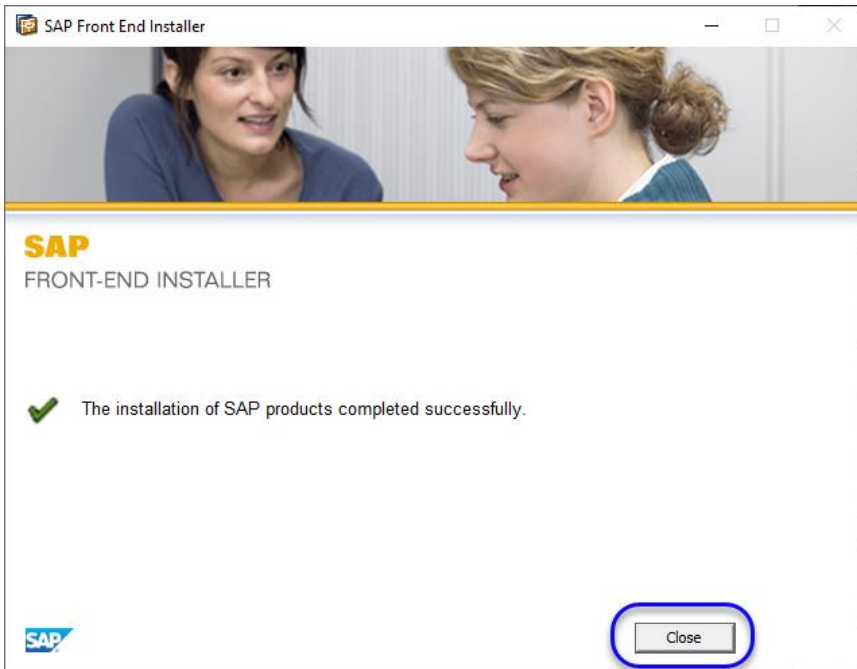 SAP Front End Installer
SAP
FRONT-END INSTALLER
The installation of SAP products completed successfully.
SAP
Close